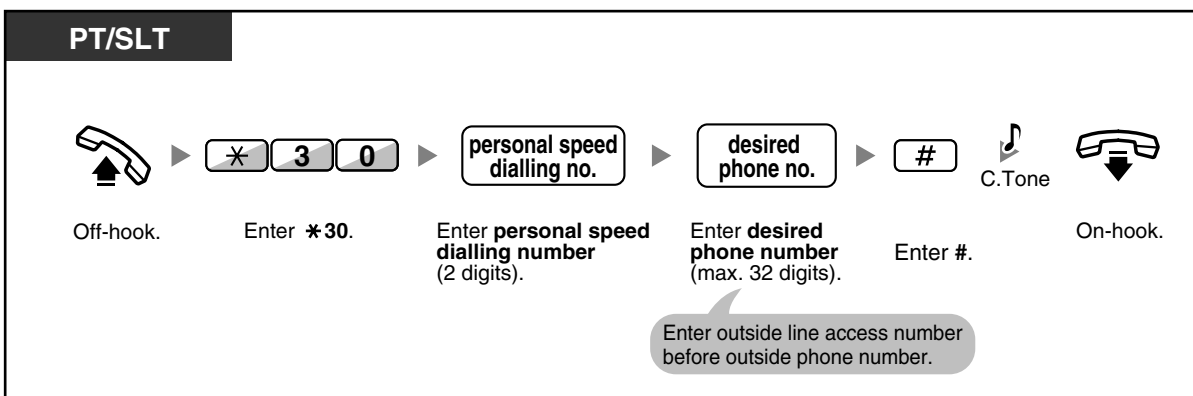 PT/SLT
✳ 3 0
personal speed
dialling no.
desired
phone no.
#
C.Tone
Off-hook.
Enter ✳30.
Enter personal speed
dialling number
(2 digits).
Enter desired
phone number
(max. 32 digits).
Enter #.
On-hook.
Enter outside line access number
before outside phone number.